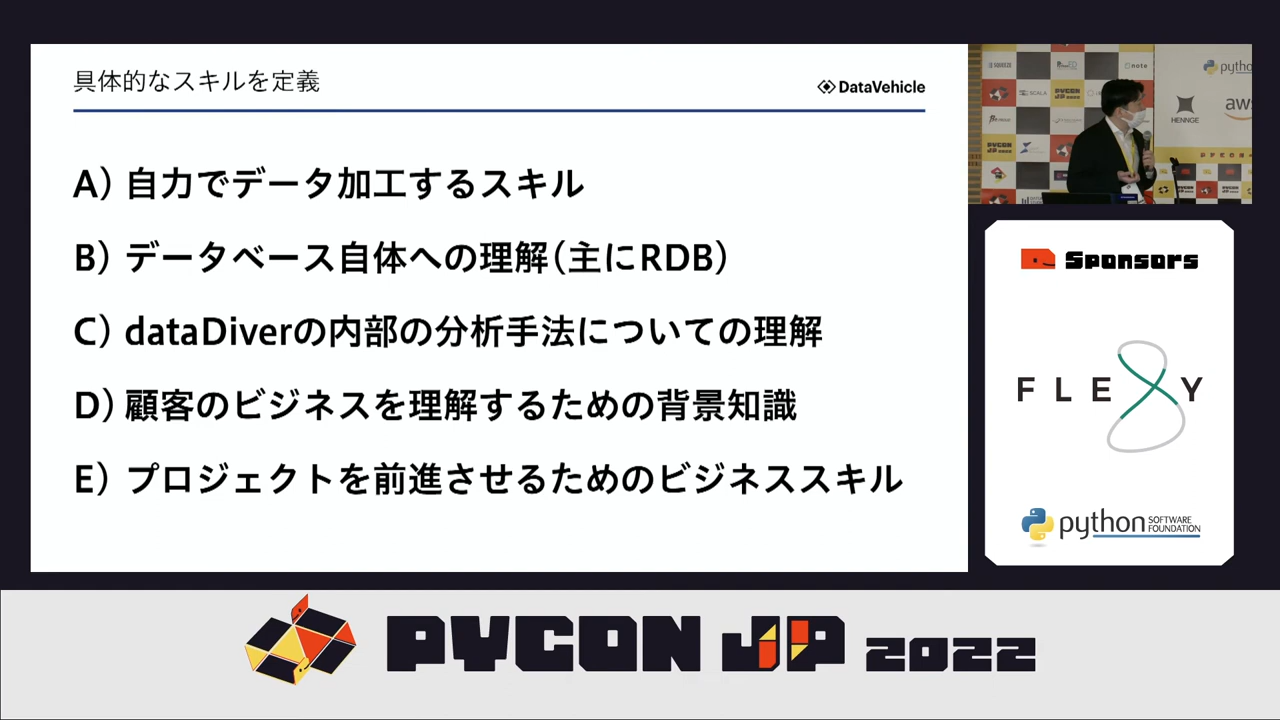 具体的なスキルを定義
DataVehicle
A) 自力でデータ加工するスキル
B) データベース自体への理解(主にRDB)
C) dataDiverの内部の分析手法についての理解
D) 顧客のビジネスを理解するための背景知識
E) プロジェクトを前進させるためのビジネススキル
note
python
SCALA
HENNGE
aws
Sponsors
FLEXY
python SOFTWARE FOUNDATION
PYCON JP 2022